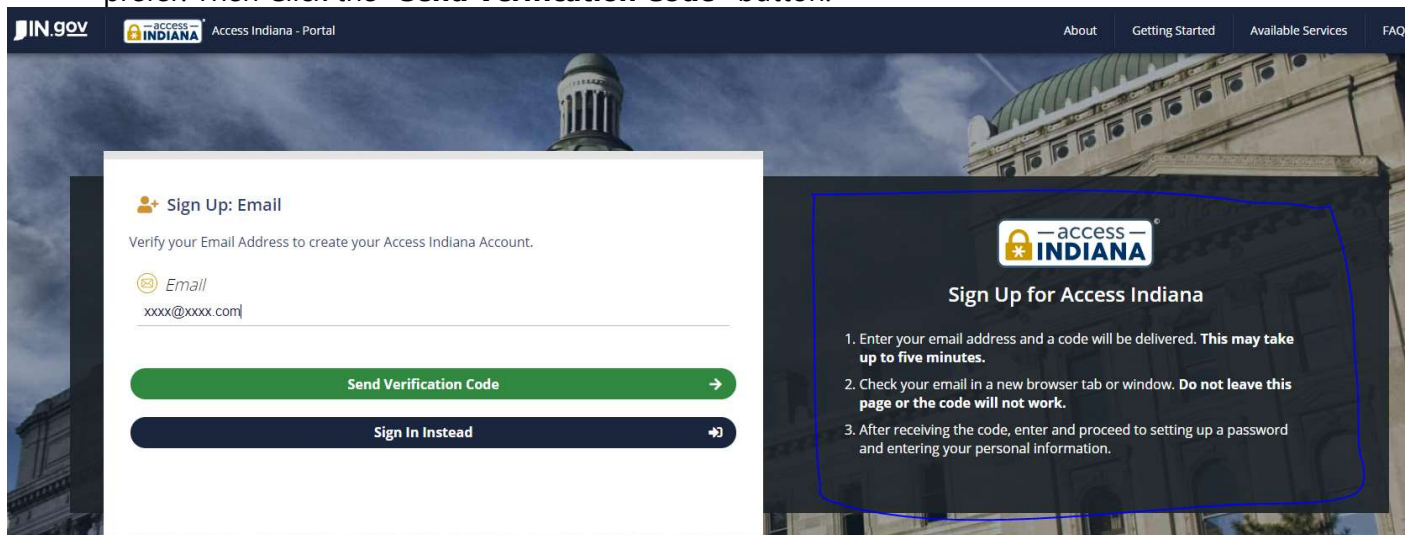 prefer. Then Click the "Send Verification Code" button.
IN.gov
access
INDIANA
Access Indiana - Portal
About
Getting Started
Available Services
FAQ
Sign Up: Email
Verify your Email Address to create your Access Indiana Account.
Email
xxxx@xxxx.com
Send Verification Code
Sign In Instead
access
INDIANA
Sign Up for Access Indiana
1. Enter your email address and a code will be delivered. This may take
up to five minutes.
2. Check your email in a new browser tab or window. Do not leave this
page or the code will not work.
3. After receiving the code, enter and proceed to setting up a password
and entering your personal information.